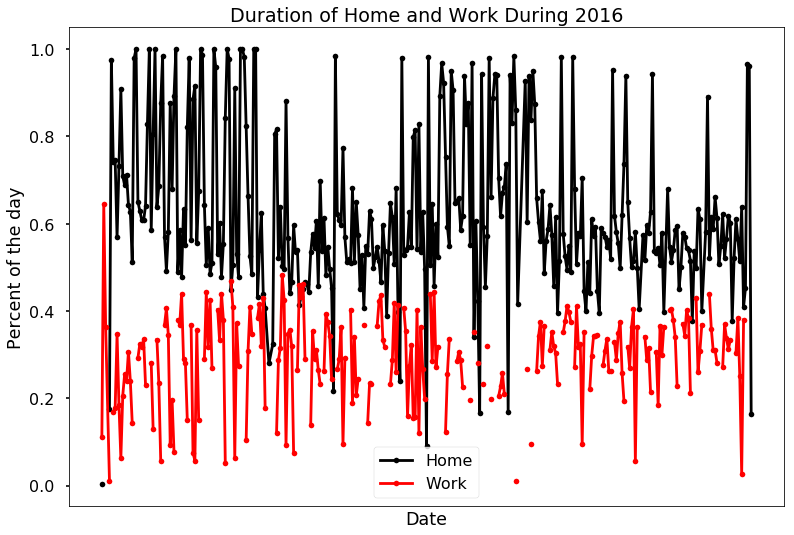 Duration of Home and Work During 2016
Percent of the day
1.0
0.8
0.6
0.4
0.2
0.0
Home
Work
Date